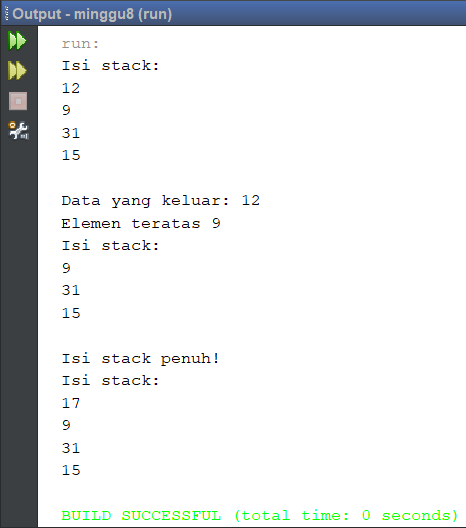 Output - minggu8 (run)
run:
Isi stack:
12
9
31
15
Data yang keluar: 12
Elemen teratas 9
Isi stack:
9
31
15
Isi stack penuh!
Isi stack:
17
9
31
15
BUILD SUCCESSFUL (total time: 0 seconds)